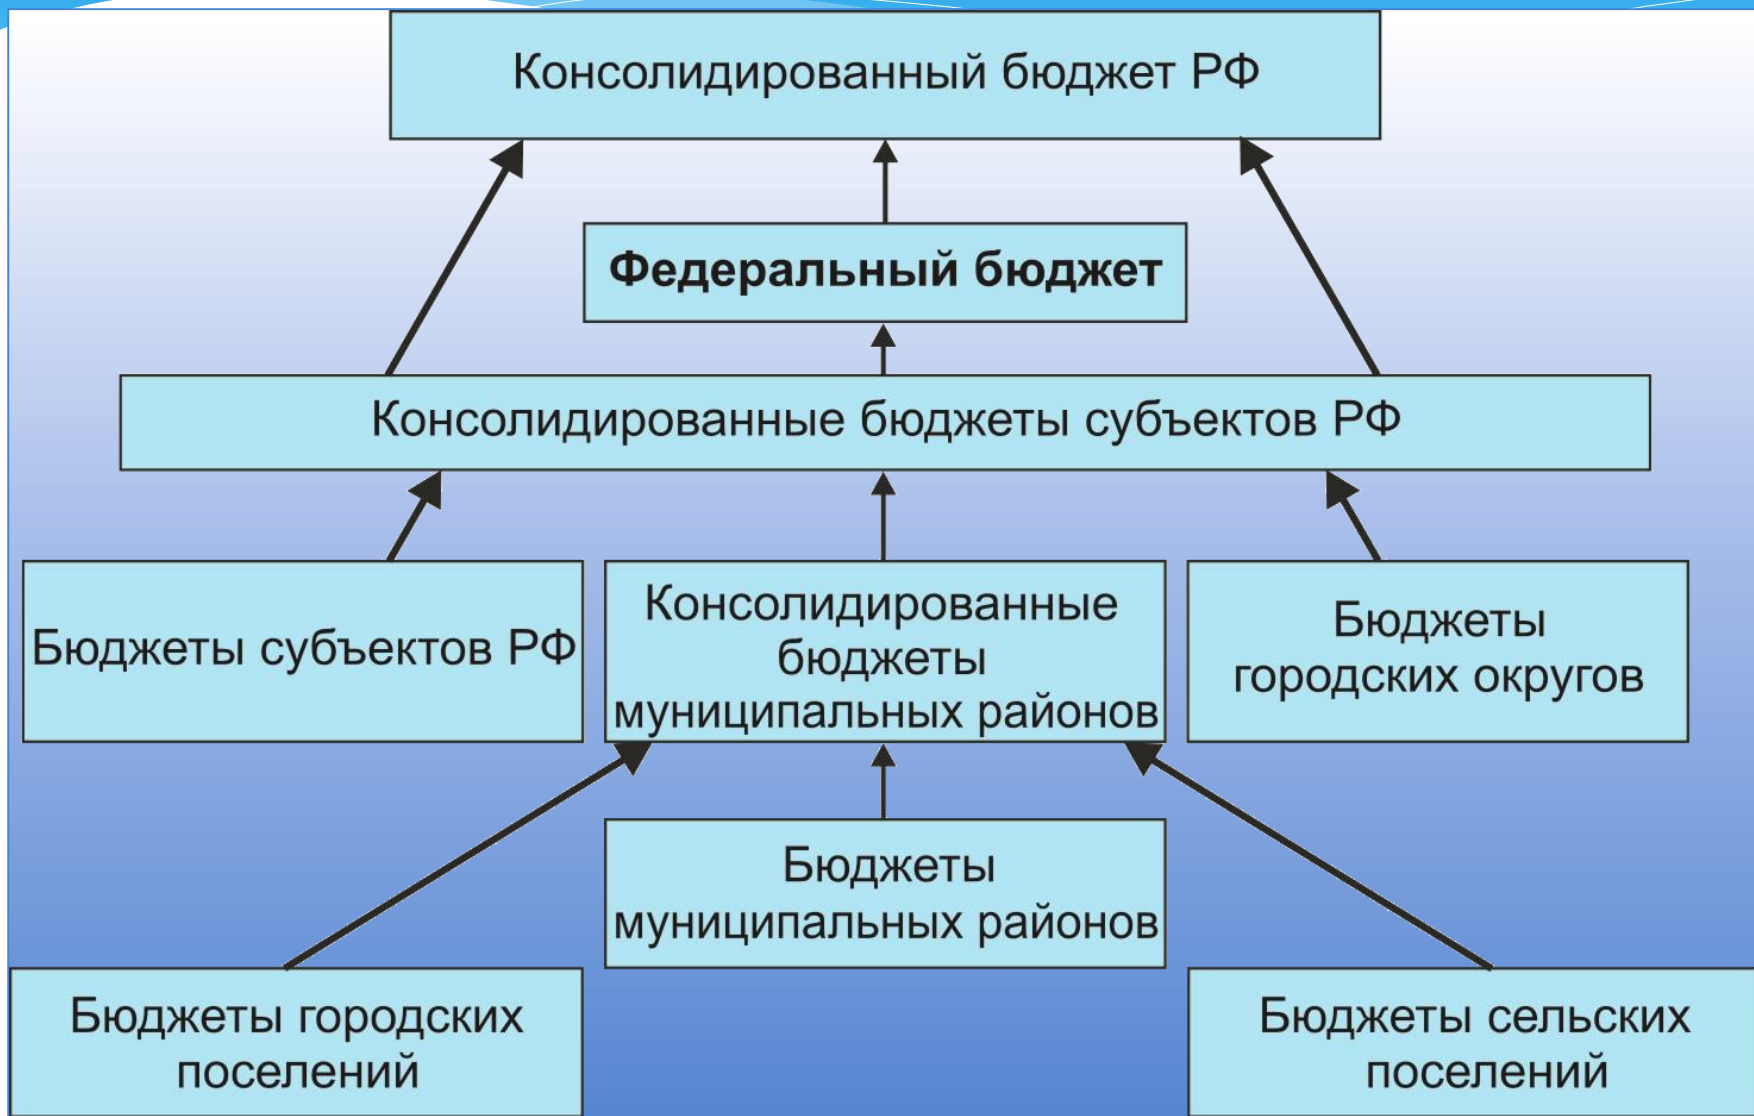 Консолидированный бюджет РФ
Федеральный бюджет
Консолидированные бюджеты субъектов РФ
Бюджеты субъектов РФ
Консолидированные
бюджеты
муниципальных районов
Бюджеты
городских округов
Бюджеты
муниципальных районов
Бюджеты городских
поселений
Бюджеты сельских
поселений